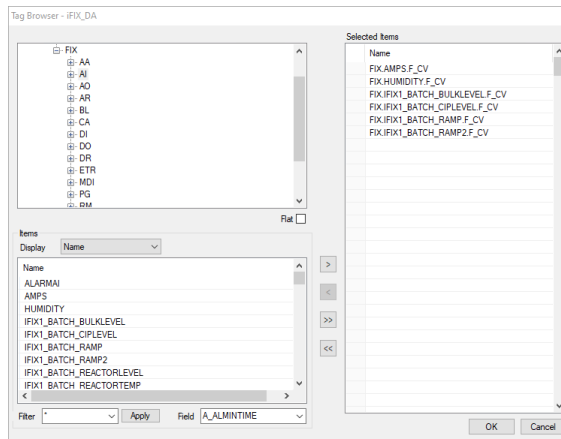 Tag Browser - iFIX_DA
FIX
AA
AI
AO
AR
BL
CA
DI
DO
DR
ETR
MDI
PG
RM
Flat
Items
Display Name
Name
ALARMAI
AMPS
HUMIDITY
IFIX1_BATCH_BULKLEVEL
IFIX1_BATCH_CIPLEVEL
IFIX1_BATCH_RAMP
IFIX1_BATCH_RAMP2
IFIX1_BATCH_REACTORLEVEL
IFIX1_BATCH_REACTORTEMP
Filter * Apply Field A_ALMINTIME
>
<
>>
<<
Selected Items
Name
FIX.AMPS.F_CV
FIX.HUMIDITY.F_CV
FIX.IFIX1_BATCH_BULKLEVEL.F_CV
FIX.IFIX1_BATCH_CIPLEVEL.F_CV
FIX.IFIX1_BATCH_RAMP.F_CV
FIX.IFIX1_BATCH_RAMP2.F_CV
OK Cancel